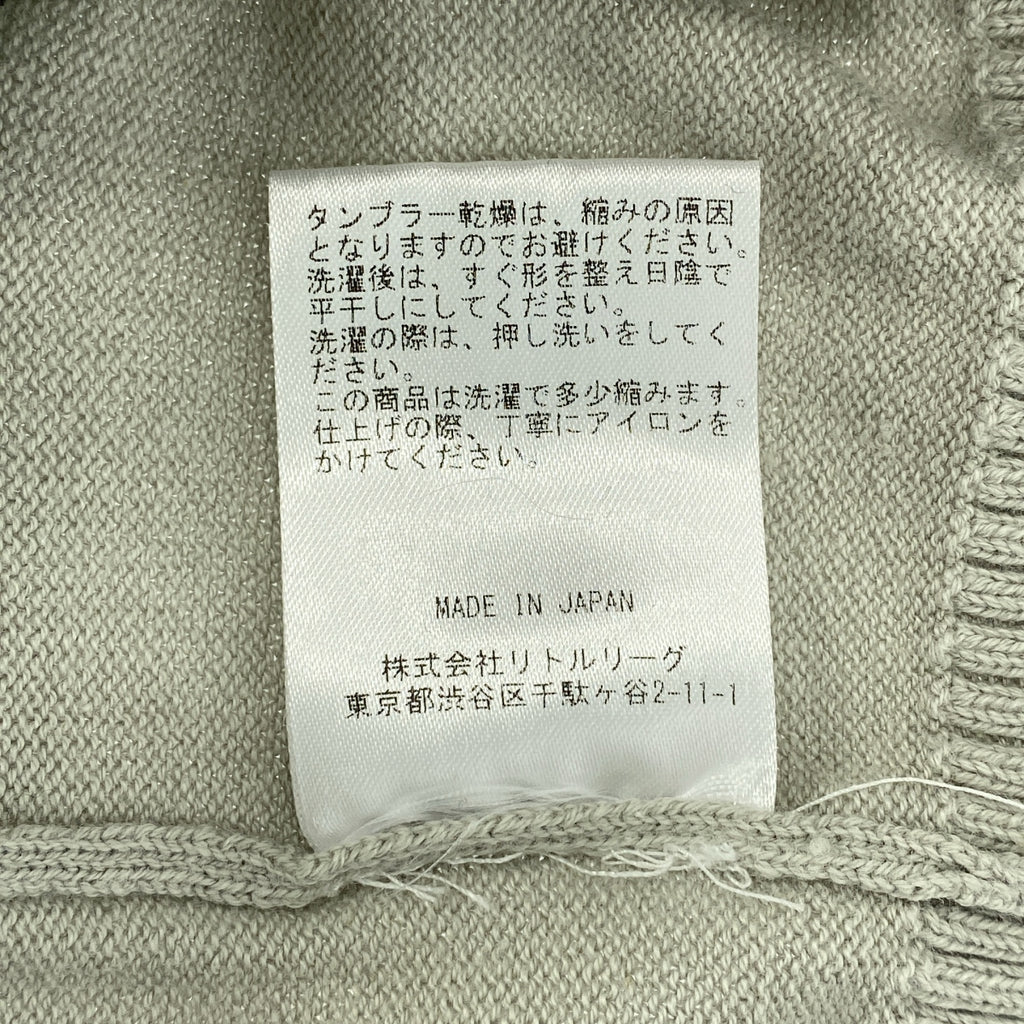 タンブラー乾燥は、縮みの原因
となりますのでお避けください。
洗濯後は、すぐ形を整え日陰で
平干しにしてください。
洗濯の際は、押し洗いをしてく
ださい。
この商品は洗濯で多少縮みます。
仕上げの際、丁寧にアイロンを
かけてください。
MADE IN JAPAN
株式会社リトルリーグ
東京都渋谷区千駄ヶ谷2-11-1